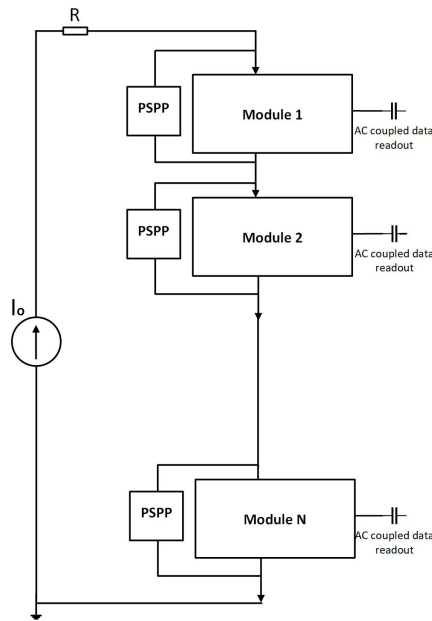 R
PSPP
Module 1
AC coupled data
readout
PSPP
Module 2
AC coupled data
readout
Io
PSPP
Module N
AC coupled data
readout